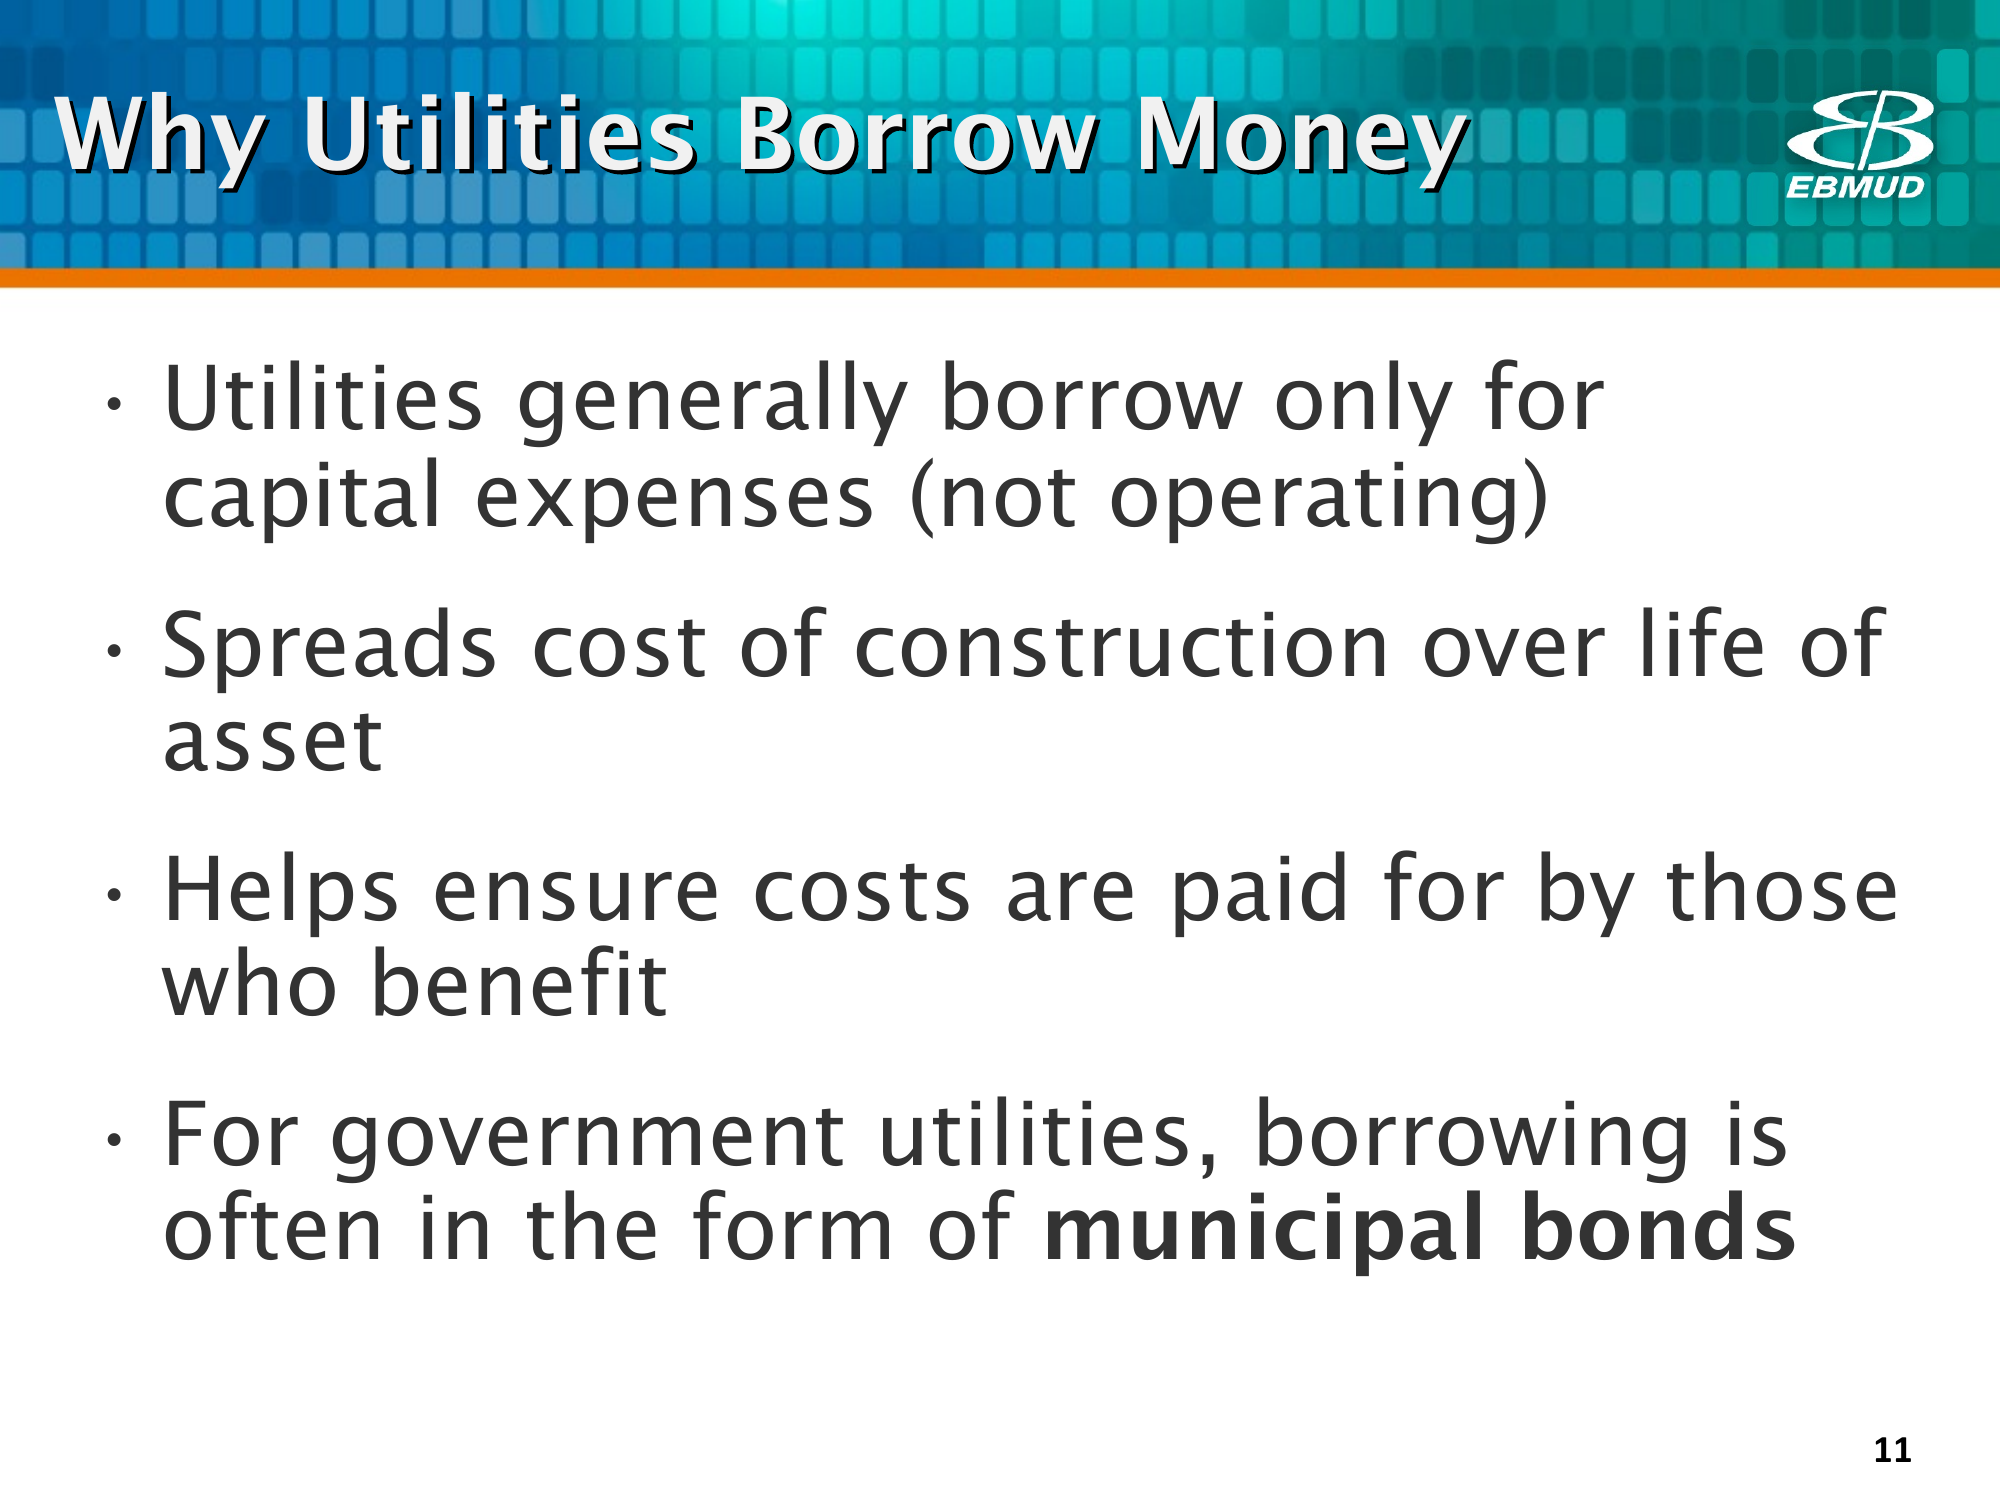 Why Utilities Borrow Money
EBMUD
• Utilities generally borrow only for
capital expenses (not operating)
• Spreads cost of construction over life of
asset
• Helps ensure costs are paid for by those
who benefit
• For government utilities, borrowing is
often in the form of municipal bonds
11